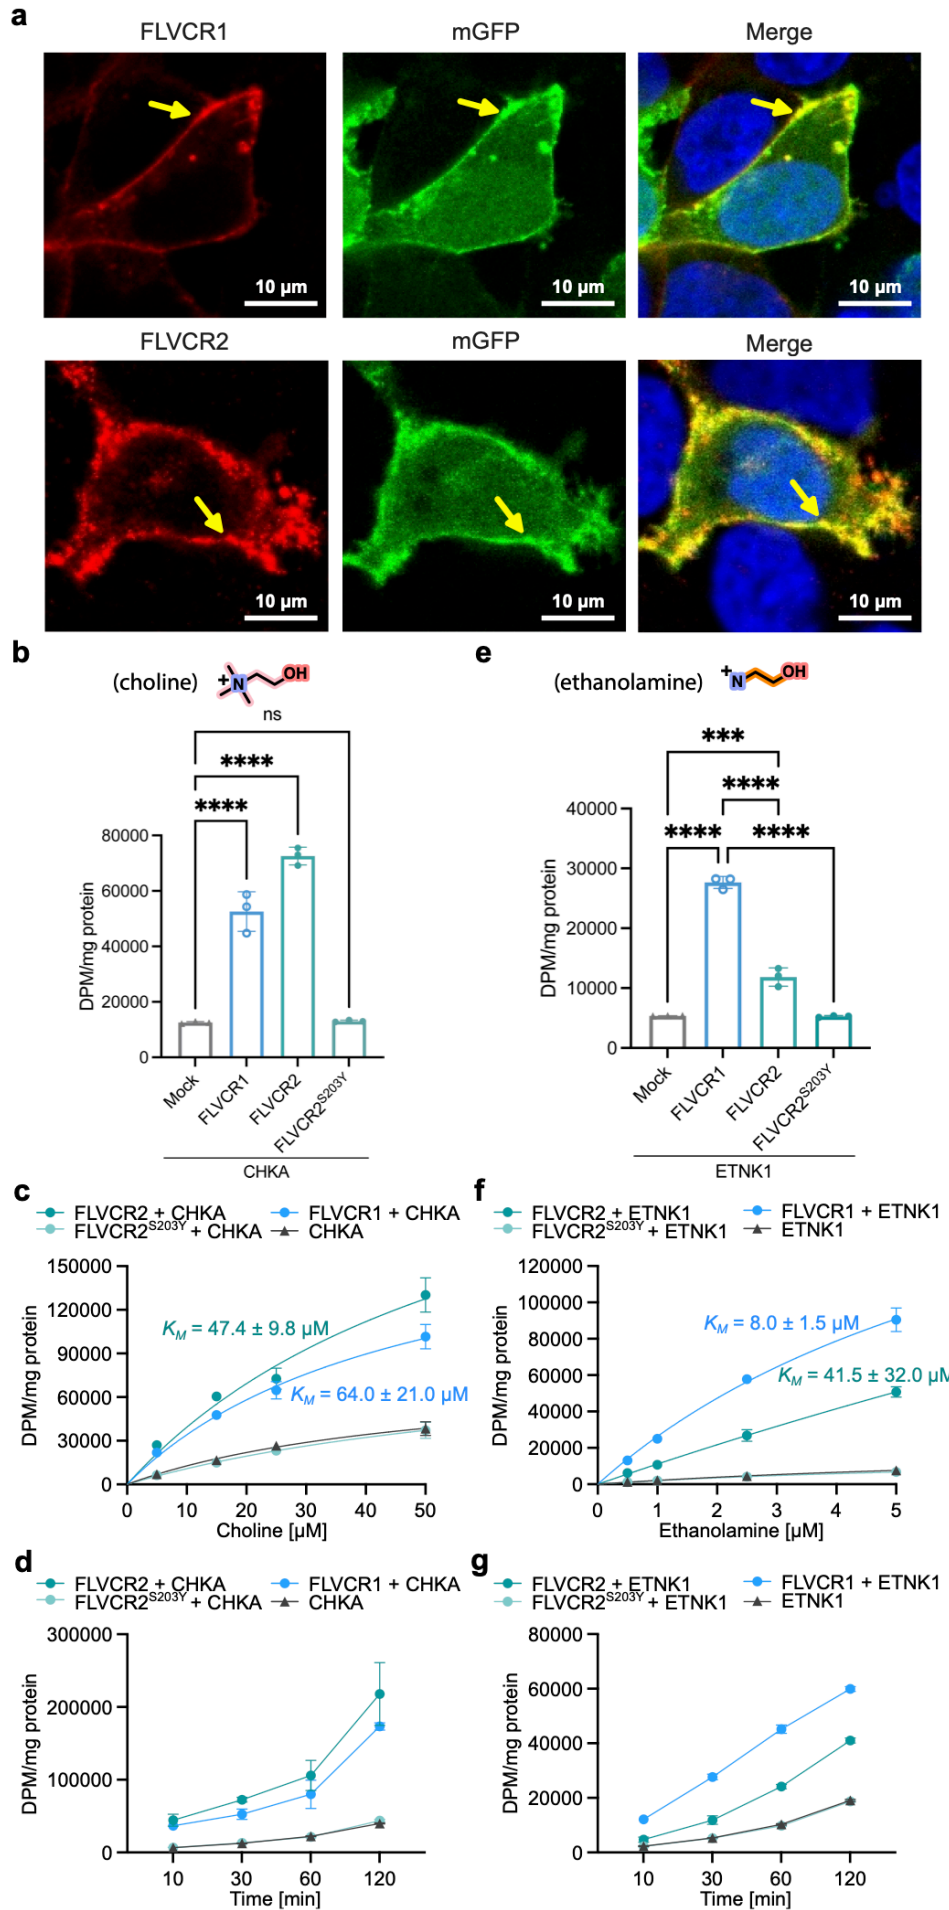 a
FLVCR1 mGFP Merge
10 µm 10 µm 10 µm
FLVCR2 mGFP Merge
10 µm 10 µm 10 µm
b
(choline) + N OH
ns
****
****
80000
60000
40000
20000
0
DPM/mg protein
Mock FLVCR1 FLVCR2 FLVCR2S203Y
CHKA
e
(ethanolamine) + N OH
***
****
**** ****
40000
30000
20000
10000
0
DPM/mg protein
Mock FLVCR1 FLVCR2 FLVCR2S203Y
ETNK1
c
FLVCR2 + CHKA FLVCR1 + CHKA
FLVCR2S203Y + CHKA CHKA
150000
120000
90000
60000
30000
0
DPM/mg protein
KM = 47.4 ± 9.8 µM
KM = 64.0 ± 21.0 µM
0 10 20 30 40 50
Choline [µM]
f
FLVCR2 + ETNK1 FLVCR1 + ETNK1
FLVCR2S203Y + ETNK1 ETNK1
120000
100000
80000
60000
40000
20000
0
DPM/mg protein
KM = 8.0 ± 1.5 µM
KM = 41.5 ± 32.0 µM
0 1 2 3 4 5
Ethanolamine [µM]
d
FLVCR2 + CHKA FLVCR1 + CHKA
FLVCR2S203Y + CHKA CHKA
300000
200000
100000
0
DPM/mg protein
10 30 60 120
Time [min]
g
FLVCR2 + ETNK1 FLVCR1 + ETNK1
FLVCR2S203Y + ETNK1 ETNK1
80000
60000
40000
20000
0
DPM/mg protein
10 30 60 120
Time [min]